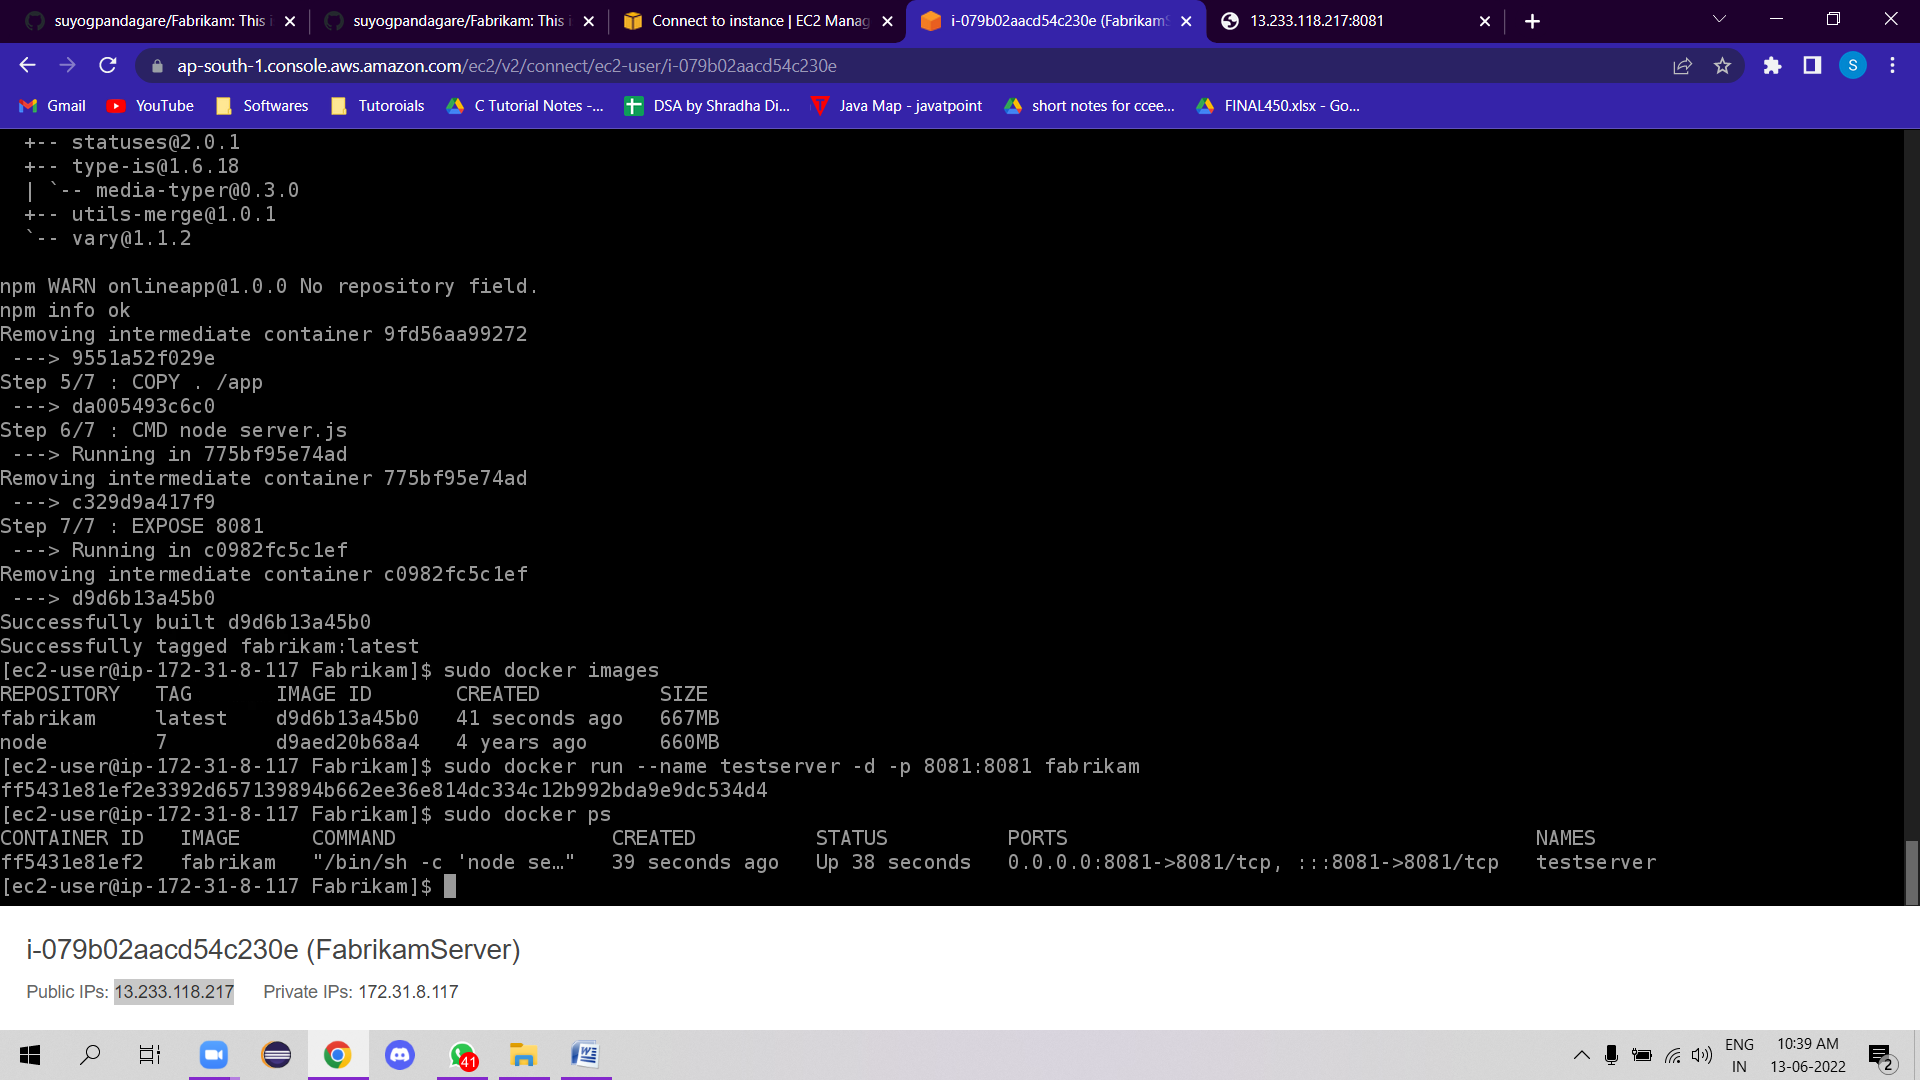 suyogpandagare/Fabrikam: This i
suyogpandagare/Fabrikam: This i
Connect to instance | EC2 Manag
i-079b02aacd54c230e (FabrikamS
13.233.118.217:8081
ap-south-1.console.aws.amazon.com/ec2/v2/connect/ec2-user/i-079b02aacd54c230e
S
Gmail
YouTube
Softwares
Tutoroials
C Tutorial Notes -...
DSA by Shradha Di...
Java Map - javatpoint
short notes for ccee...
FINAL450.xlsx - Go...
+-- statuses@2.0.1
+-- type-is@1.6.18
| `-- media-typer@0.3.0
+-- utils-merge@1.0.1
`-- vary@1.1.2
npm WARN onlineapp@1.0.0 No repository field.
npm info ok
Removing intermediate container 9fd56aa99272
---> 9551a52f029e
Step 5/7 : COPY . /app
---> da005493c6c0
Step 6/7 : CMD node server.js
---> Running in 775bf95e74ad
Removing intermediate container 775bf95e74ad
---> c329d9a417f9
Step 7/7 : EXPOSE 8081
---> Running in c0982fc5c1ef
Removing intermediate container c0982fc5c1ef
---> d9d6b13a45b0
Successfully built d9d6b13a45b0
Successfully tagged fabrikam:latest
[ec2-user@ip-172-31-8-117 Fabrikam]$ sudo docker images
REPOSITORY TAG IMAGE ID CREATED SIZE
fabrikam latest d9d6b13a45b0 41 seconds ago 667MB
node 7 d9aed20b68a4 4 years ago 660MB
[ec2-user@ip-172-31-8-117 Fabrikam]$ sudo docker run --name testserver -d -p 8081:8081 fabrikam
ff5431e81ef2e3392d657139894b662ee36e814dc334c12b992bda9e9dc534d4
[ec2-user@ip-172-31-8-117 Fabrikam]$ sudo docker ps
CONTAINER ID IMAGE COMMAND CREATED STATUS PORTS NAMES
ff5431e81ef2 fabrikam "/bin/sh -c 'node se…" 39 seconds ago Up 38 seconds 0.0.0.0:8081->8081/tcp, :::8081->8081/tcp testserver
[ec2-user@ip-172-31-8-117 Fabrikam]$
i-079b02aacd54c230e (FabrikamServer)
Public IPs: 13.233.118.217 Private IPs: 172.31.8.117
41
ENG
IN
10:39 AM
13-06-2022
2